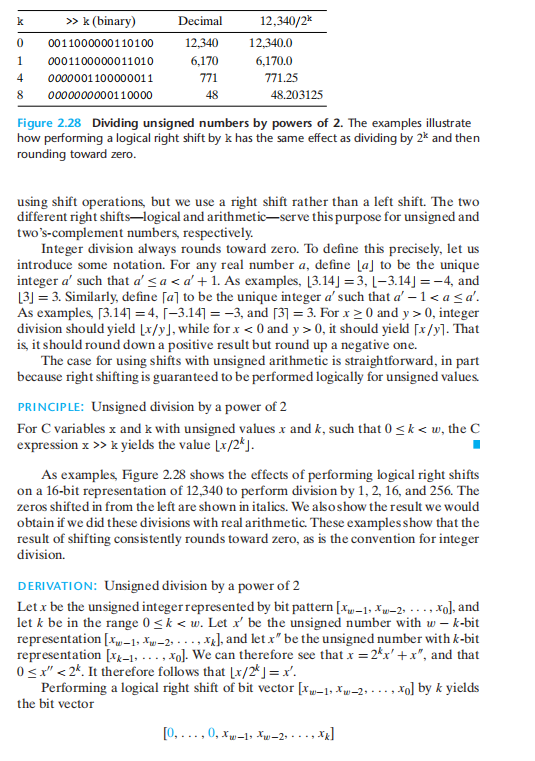 k >> k (binary) Decimal 12,340/2ᵏ
0 0011000000110100 12,340 12,340.0
1 0001100000011010 6,170 6,170.0
4 0000001100000011 771 771.25
8 0000000000110000 48 48.203125
Figure 2.28 Dividing unsigned numbers by powers of 2. The examples illustrate
how performing a logical right shift by k has the same effect as dividing by 2ᵏ and then
rounding toward zero.
using shift operations, but we use a right shift rather than a left shift. The two
different right shifts—logical and arithmetic—serve this purpose for unsigned and
two’s-complement numbers, respectively.
Integer division always rounds toward zero. To define this precisely, let us
introduce some notation. For any real number a, define ⌊a⌋ to be the unique
integer a′ such that a′ ≤ a < a′ + 1. As examples, ⌊3.14⌋ = 3, ⌊−3.14⌋ = −4, and
⌊3⌋ = 3. Similarly, define ⌈a⌉ to be the unique integer a′ such that a′ − 1 < a ≤ a′.
As examples, ⌈3.14⌉ = 4, ⌈−3.14⌉ = −3, and ⌈3⌉ = 3. For x ≥ 0 and y > 0, integer
division should yield ⌊x/y⌋, while for x < 0 and y > 0, it should yield ⌈x/y⌉. That
is, it should round down a positive result but round up a negative one.
The case for using shifts with unsigned arithmetic is straightforward, in part
because right shifting is guaranteed to be performed logically for unsigned values.
PRINCIPLE: Unsigned division by a power of 2
For C variables x and k with unsigned values x and k, such that 0 ≤ k < w, the C
expression x >> k yields the value ⌊x/2ᵏ⌋.
As examples, Figure 2.28 shows the effects of performing logical right shifts
on a 16-bit representation of 12,340 to perform division by 1, 2, 16, and 256. The
zeros shifted in from the left are shown in italics. We also show the result we would
obtain if we did these divisions with real arithmetic. These examples show that the
result of shifting consistently rounds toward zero, as is the convention for integer
division.
DERIVATION: Unsigned division by a power of 2
Let x be the unsigned integer represented by bit pattern [x_{w−1}, x_{w−2}, . . . , x_0], and
let k be in the range 0 ≤ k < w. Let x′ be the unsigned number with w − k-bit
representation [x_{w−1}, x_{w−2}, . . . , x_k], and let x″ be the unsigned number with k-bit
representation [x_{k−1}, . . . , x_0]. We can therefore see that x = 2ᵏx′ + x″, and that
0 ≤ x″ < 2ᵏ. It therefore follows that ⌊x/2ᵏ⌋ = x′.
Performing a logical right shift of bit vector [x_{w−1}, x_{w−2}, . . . , x_0] by k yields
the bit vector
[0, . . . , 0, x_{w−1}, x_{w−2}, . . . , x_k]